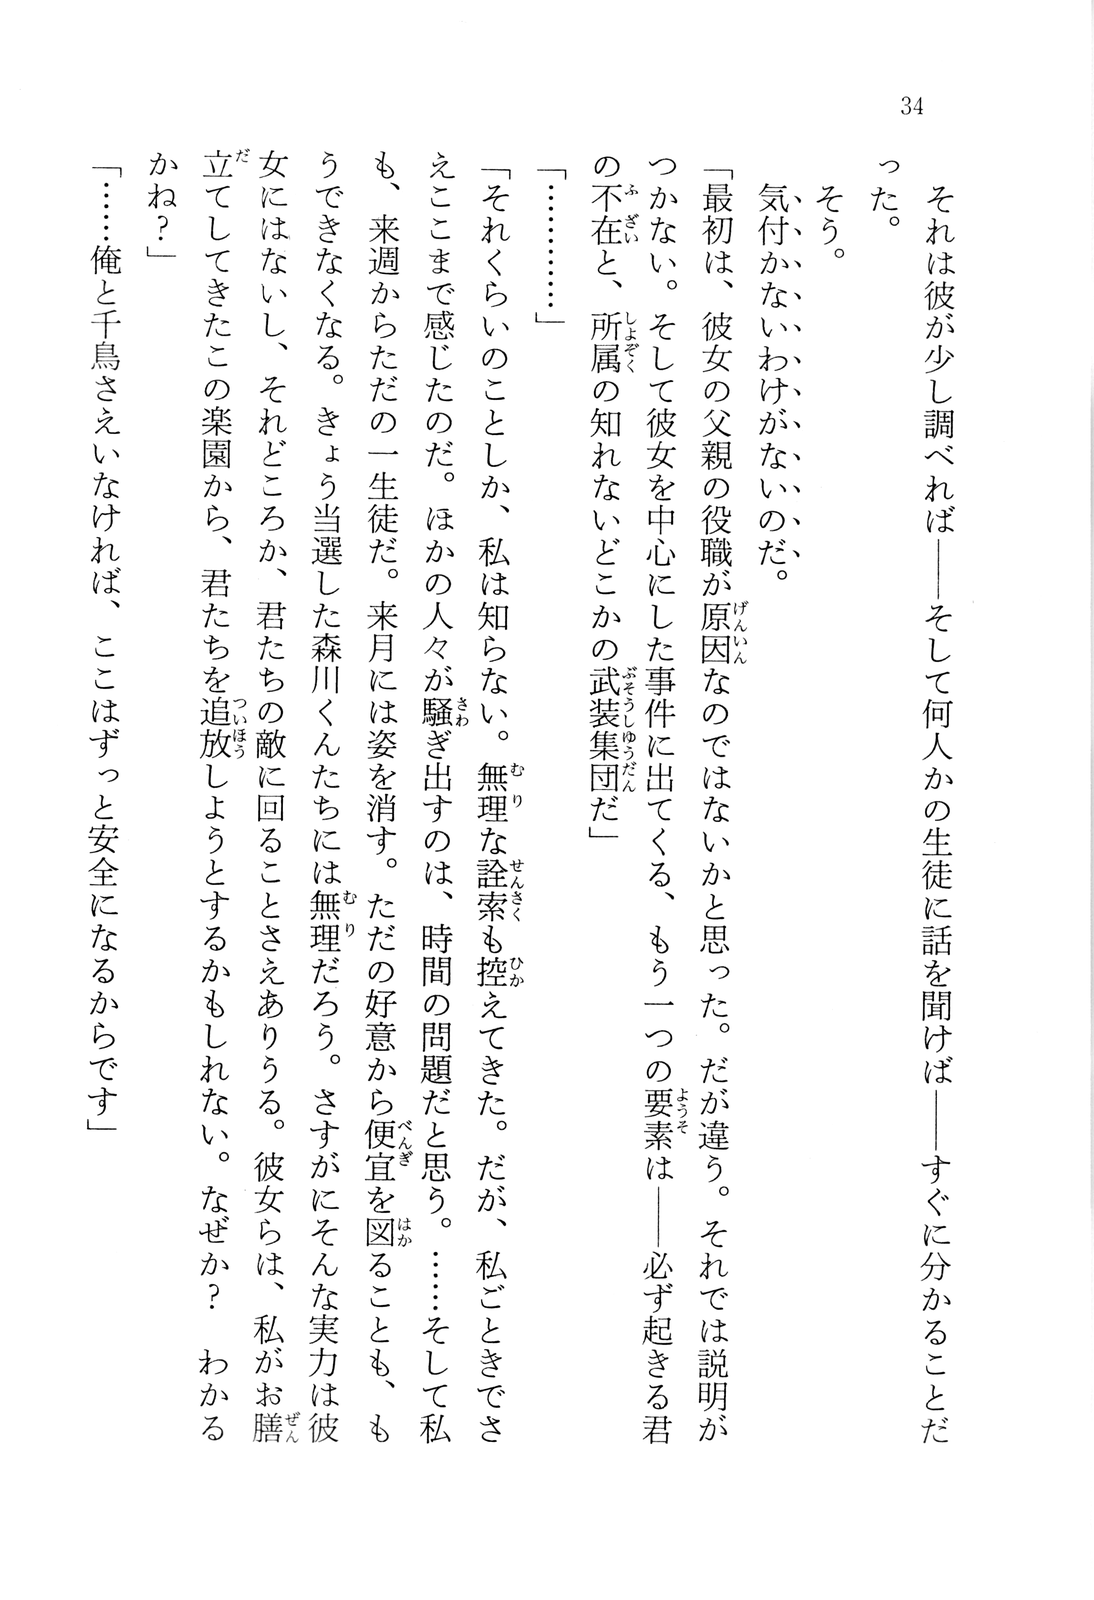 34
それは彼が少し調べれば――そして何人かの生徒に話を聞けば――すぐに分かることだ
った。
そう。
気付かないわけがないのだ。
「最初は、彼女の父親の役職が原因なのではないかと思った。だが違う。それでは説明が
つかない。そして彼女を中心にした事件に出てくる、もう一つの要素は――必ず起きる君
の不在と、所属の知れないどこかの武装集団だ」
「…………」
「それくらいのことしか、私は知らない。無理な詮索も控えてきた。だが、私ごときでさ
えここまで感じたのだ。ほかの人々が騒ぎ出すのは、時間の問題だと思う。……そして私
も、来週からただの一生徒だ。来月には姿を消す。ただの好意から便宜を図ることも、も
うできなくなる。きょう当選した森川くんたちには無理だろう。さすがにそんな実力は彼
女にはないし、それどころか、君たちの敵に回ることさえありうる。彼女らは、私がお膳
立てしてきたこの楽園から、君たちを追放しようとするかもしれない。なぜか？　わかる
かね？」
「……俺と千鳥さえいなければ、ここはずっと安全になるからです」